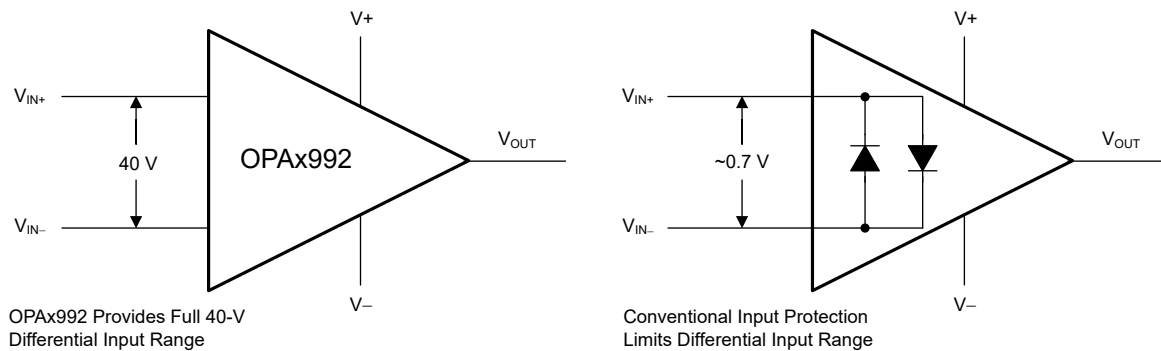 V+
V+
VIN+
VIN+
40 V
OPAx992
VOUT
~0.7 V
VOUT
VIN–
VIN–
V–
V–
OPAx992 Provides Full 40-V
Differential Input Range
Conventional Input Protection
Limits Differential Input Range